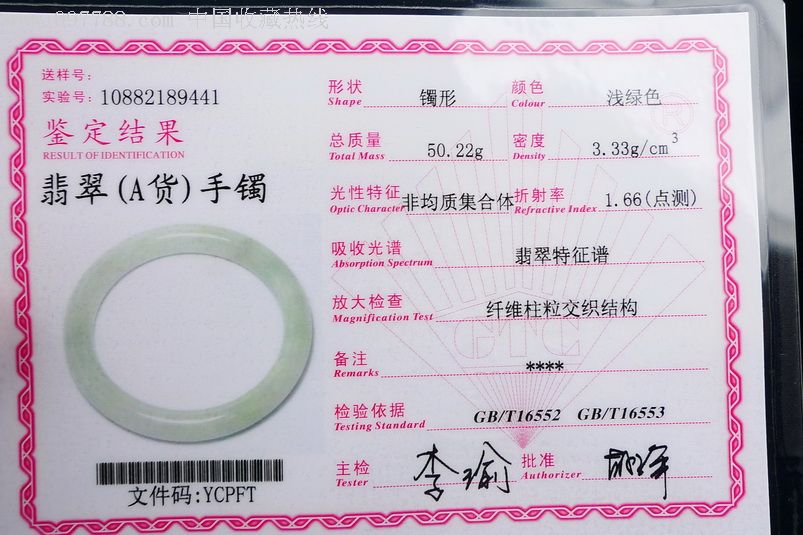 www.997788.com 中国收藏热线
送样号：
实验号：10882189441
鉴定结果
RESULT OF IDENTIFICATION
翡翠(A货)手镯
文件码:YCPFT
形状 镯形 颜色 浅绿色
Shape Colour
总质量 50.22g 密度 3.33g/cm3
Total Mass Density
光性特征 非均质集合体 折射率 1.66(点测)
Optic Character Refractive Index
吸收光谱 翡翠特征谱
Absorption Spectrum
放大检查 纤维柱粒交织结构
Magnification Test
备注 ****
Remarks
检验依据 GB/T16552 GB/T16553
Testing Standard
主检 李瑜 批准
Tester Authorizer
GTC
R